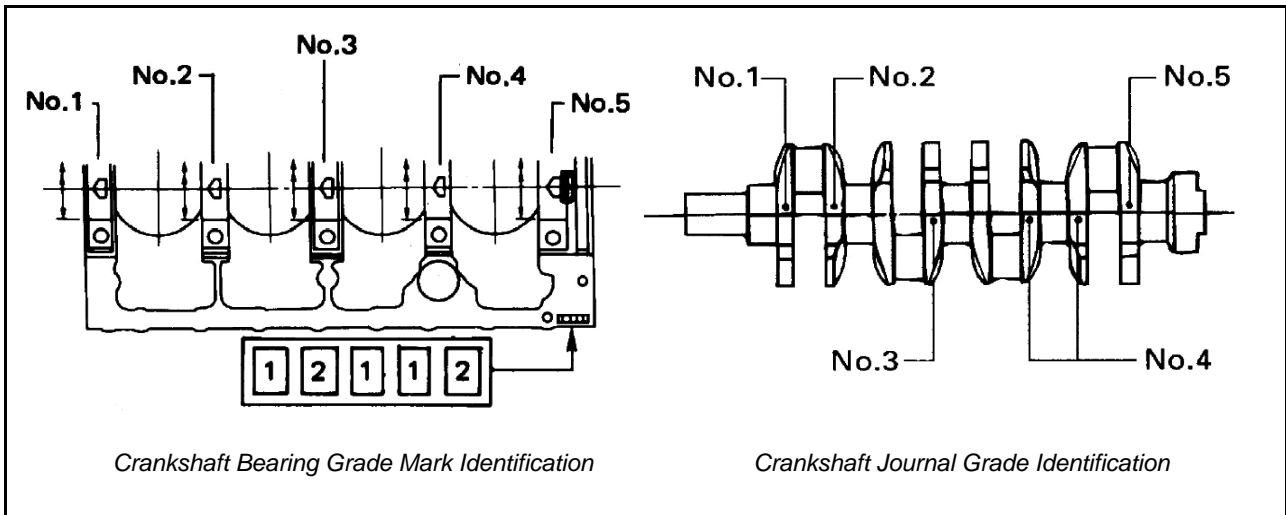 No.1
No.2
No.3
No.4
No.5
1 2 1 1 2
Crankshaft Bearing Grade Mark Identification
No.1
No.2
No.5
No.3
No.4
Crankshaft Journal Grade Identification